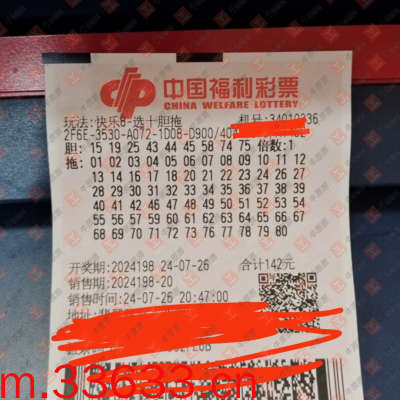 中国福利彩票
CHINA WELFARE LOTTERY
玩法:快乐8-选十胆拖
机号:34010336
2F6E-353D-A072-1D08-D900/40
胆: 15 19 25 43 44 45 58 74 75 倍数:1
拖: 01 02 03 04 05 06 07 08 09 10 11 12
13 14 16 17 18 20 21 22 23 24 26 27
28 29 30 31 32 33 34 35 36 37 38 39
40 41 42 46 47 48 49 50 51 52 53 54
55 56 57 59 60 61 62 63 64 65 66 67
68 69 70 71 72 73 76 77 78 79 80
开奖期:2024198 24-07-26 合计142元
销售期:2024198-20
销售时间:24-07-26 20:47:00
地址:
m.33633.cn